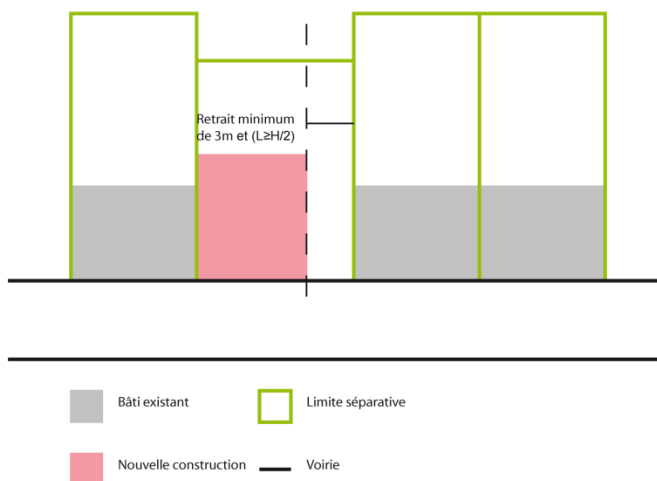 Retrait minimum
de 3m et (L≥H/2)
Bâti existant
Limite séparative
Nouvelle construction
Voirie